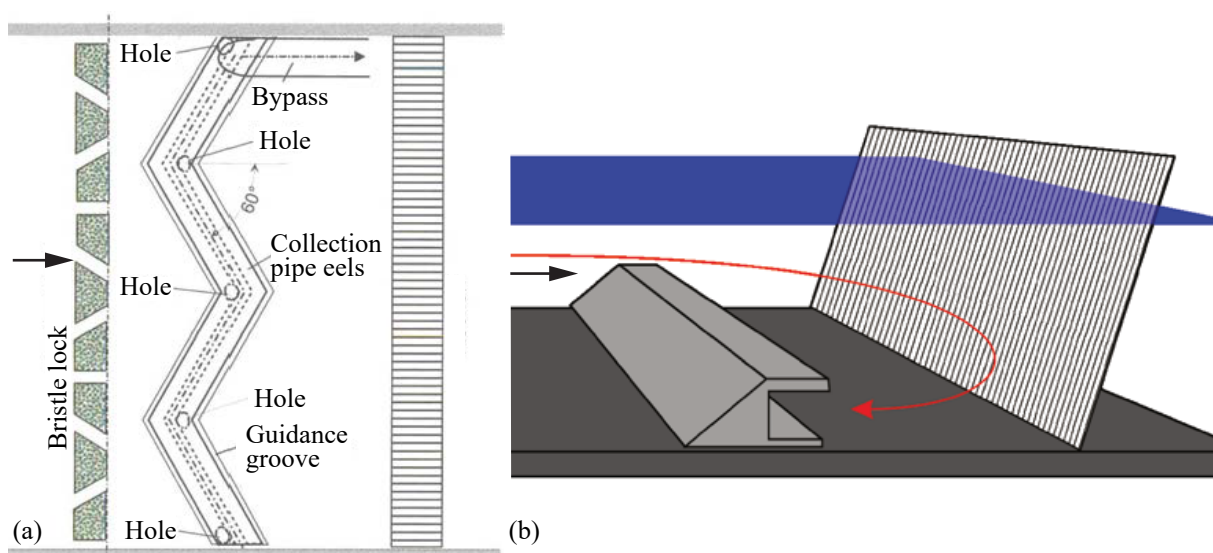 Hole
Bypass
Hole
60°
Collection
pipe eels
Hole
Bristle lock
Hole
Guidance
groove
Hole
(a)
(b)